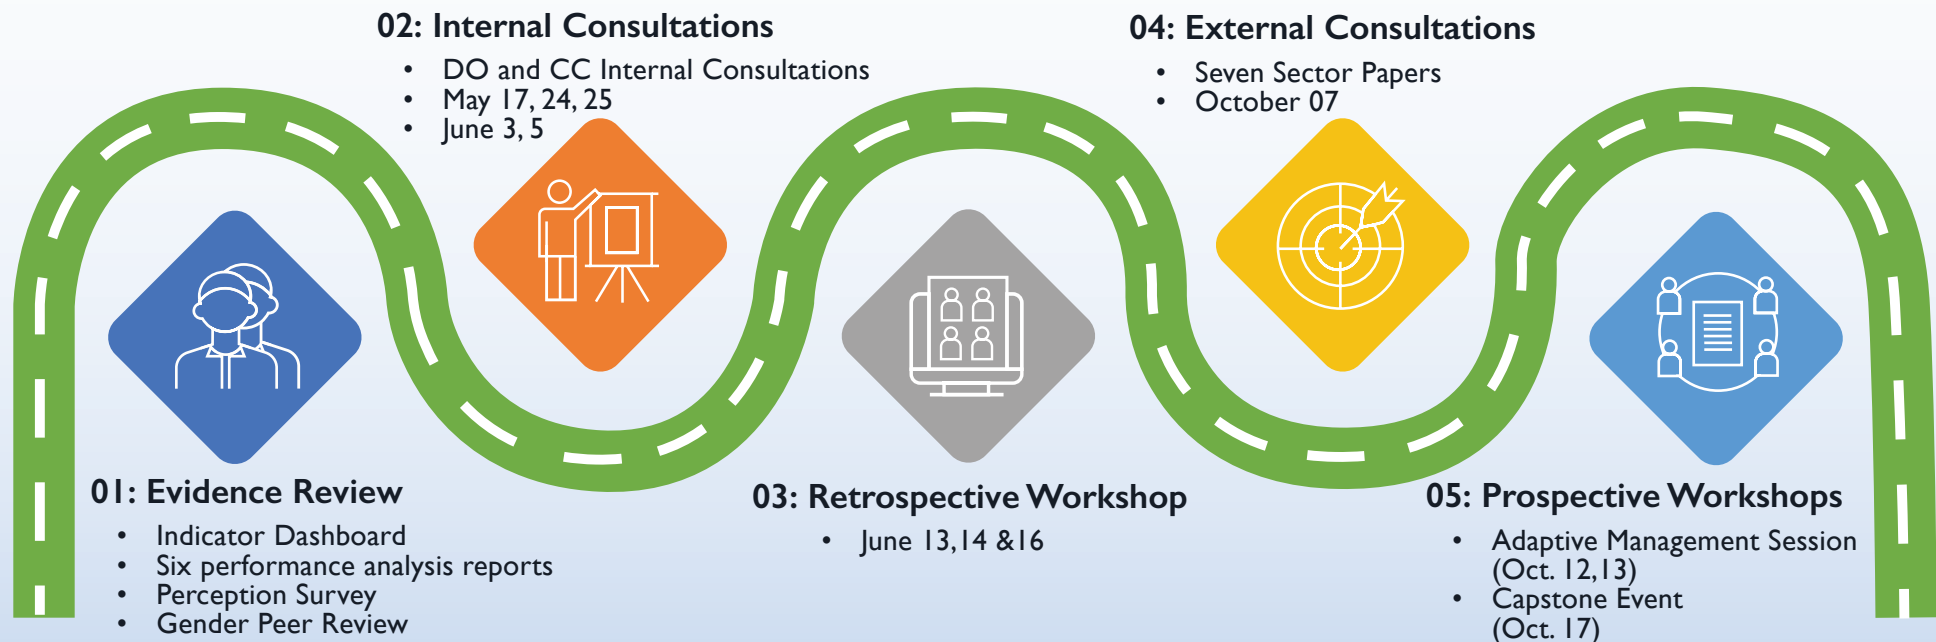 01: Evidence Review
• Indicator Dashboard
• Six performance analysis reports
• Perception Survey
• Gender Peer Review
02: Internal Consultations
• DO and CC Internal Consultations
• May 17, 24, 25
• June 3, 5
03: Retrospective Workshop
• June 13,14 &16
04: External Consultations
• Seven Sector Papers
• October 07
05: Prospective Workshops
• Adaptive Management Session
(Oct. 12,13)
• Capstone Event
(Oct. 17)